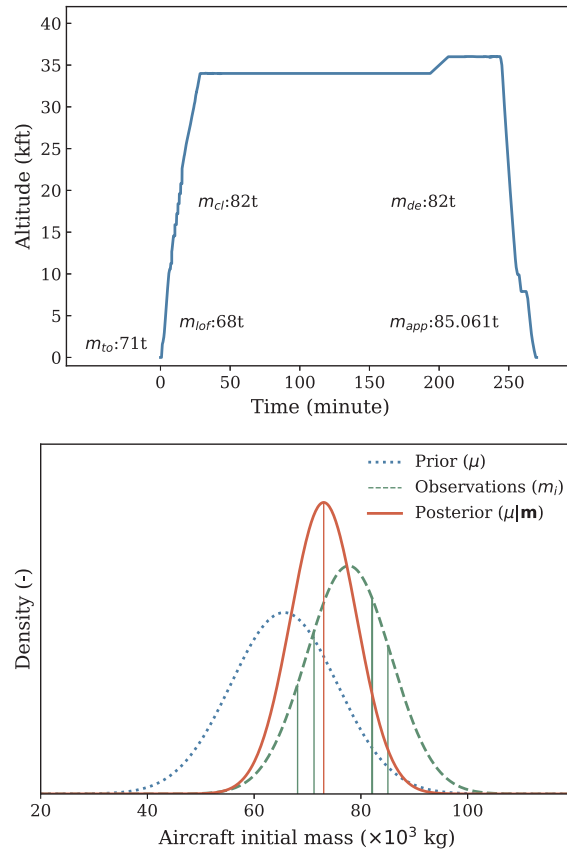 40
35
30
25
20
15
10
5
0
Altitude (kft)
m_cl:82t
m_de:82t
m_lof:68t
m_app:85.061t
m_to:71t
0 50 100 150 200 250
Time (minute)
Prior (μ)
Observations (m_i)
Posterior (μ|m)
Density (-)
20 40 60 80 100
Aircraft initial mass (×10³ kg)